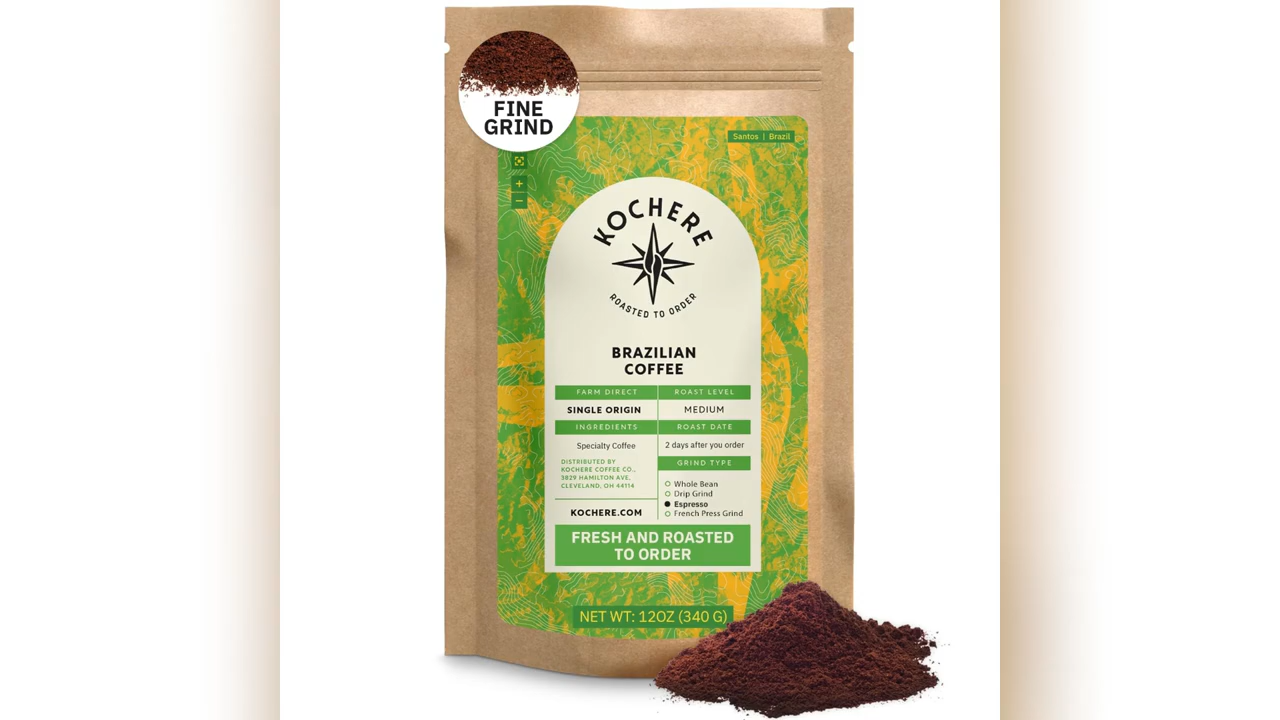 FINE
GRIND
Santos | Brazil
+
−
KOCHERE
ROASTED TO ORDER
BRAZILIAN
COFFEE
FARM DIRECT
ROAST LEVEL
SINGLE ORIGIN
MEDIUM
INGREDIENTS
ROAST DATE
Specialty Coffee
2 days after you order
GRIND TYPE
DISTRIBUTED BY
KOCHERE COFFEE CO.,
3829 HAMILTON AVE,
CLEVELAND, OH 44114
Whole Bean
Drip Grind
Espresso
French Press Grind
KOCHERE.COM
FRESH AND ROASTED
TO ORDER
NET WT: 12OZ (340 G)